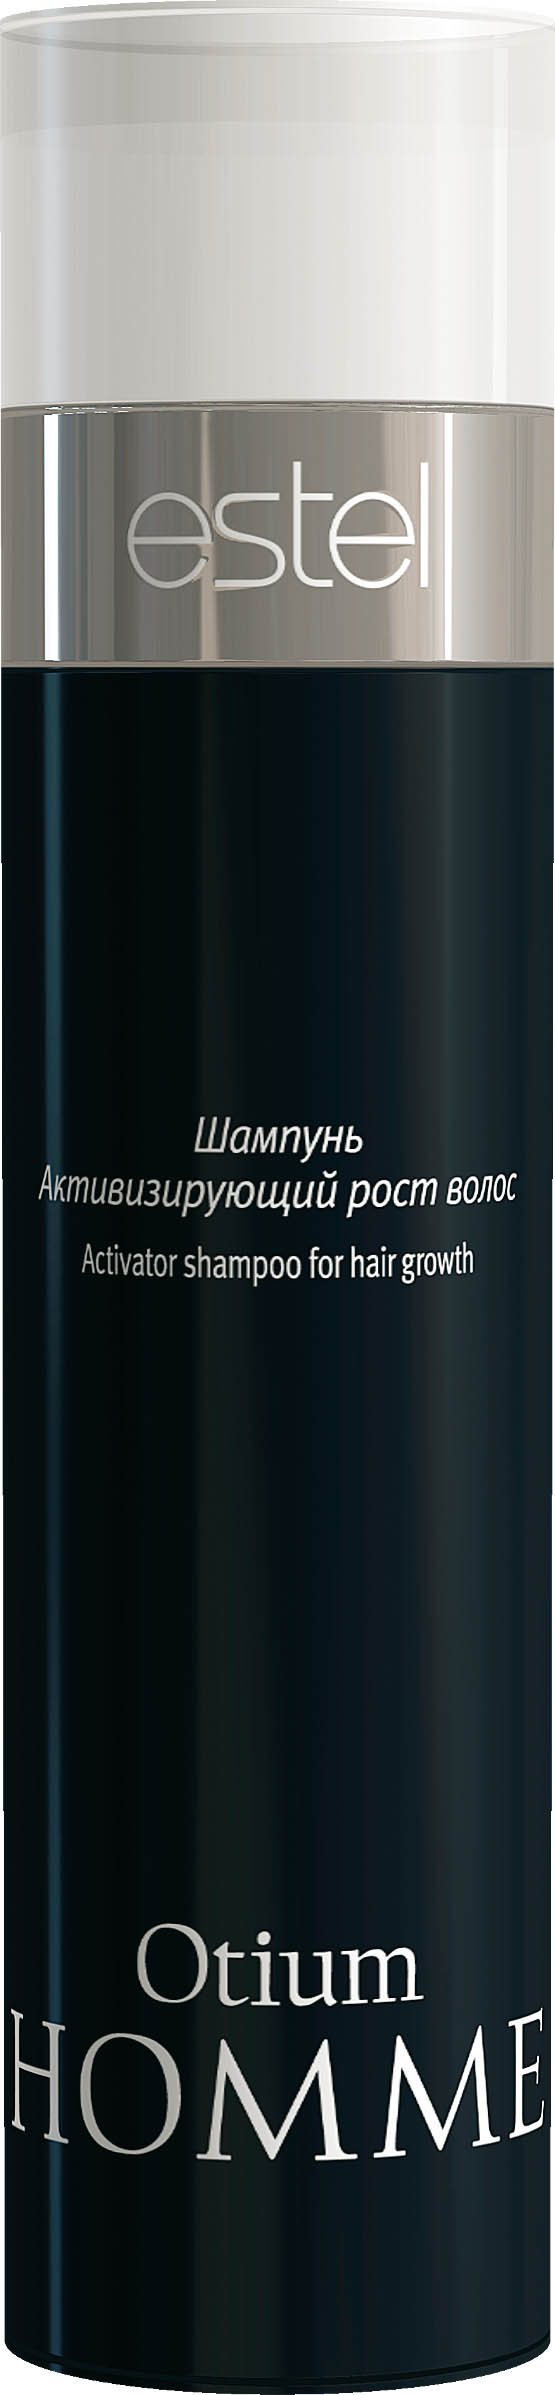 estel
Шампунь
Активизирующий рост волос
Activator shampoo for hair growth
Otium
HOMME